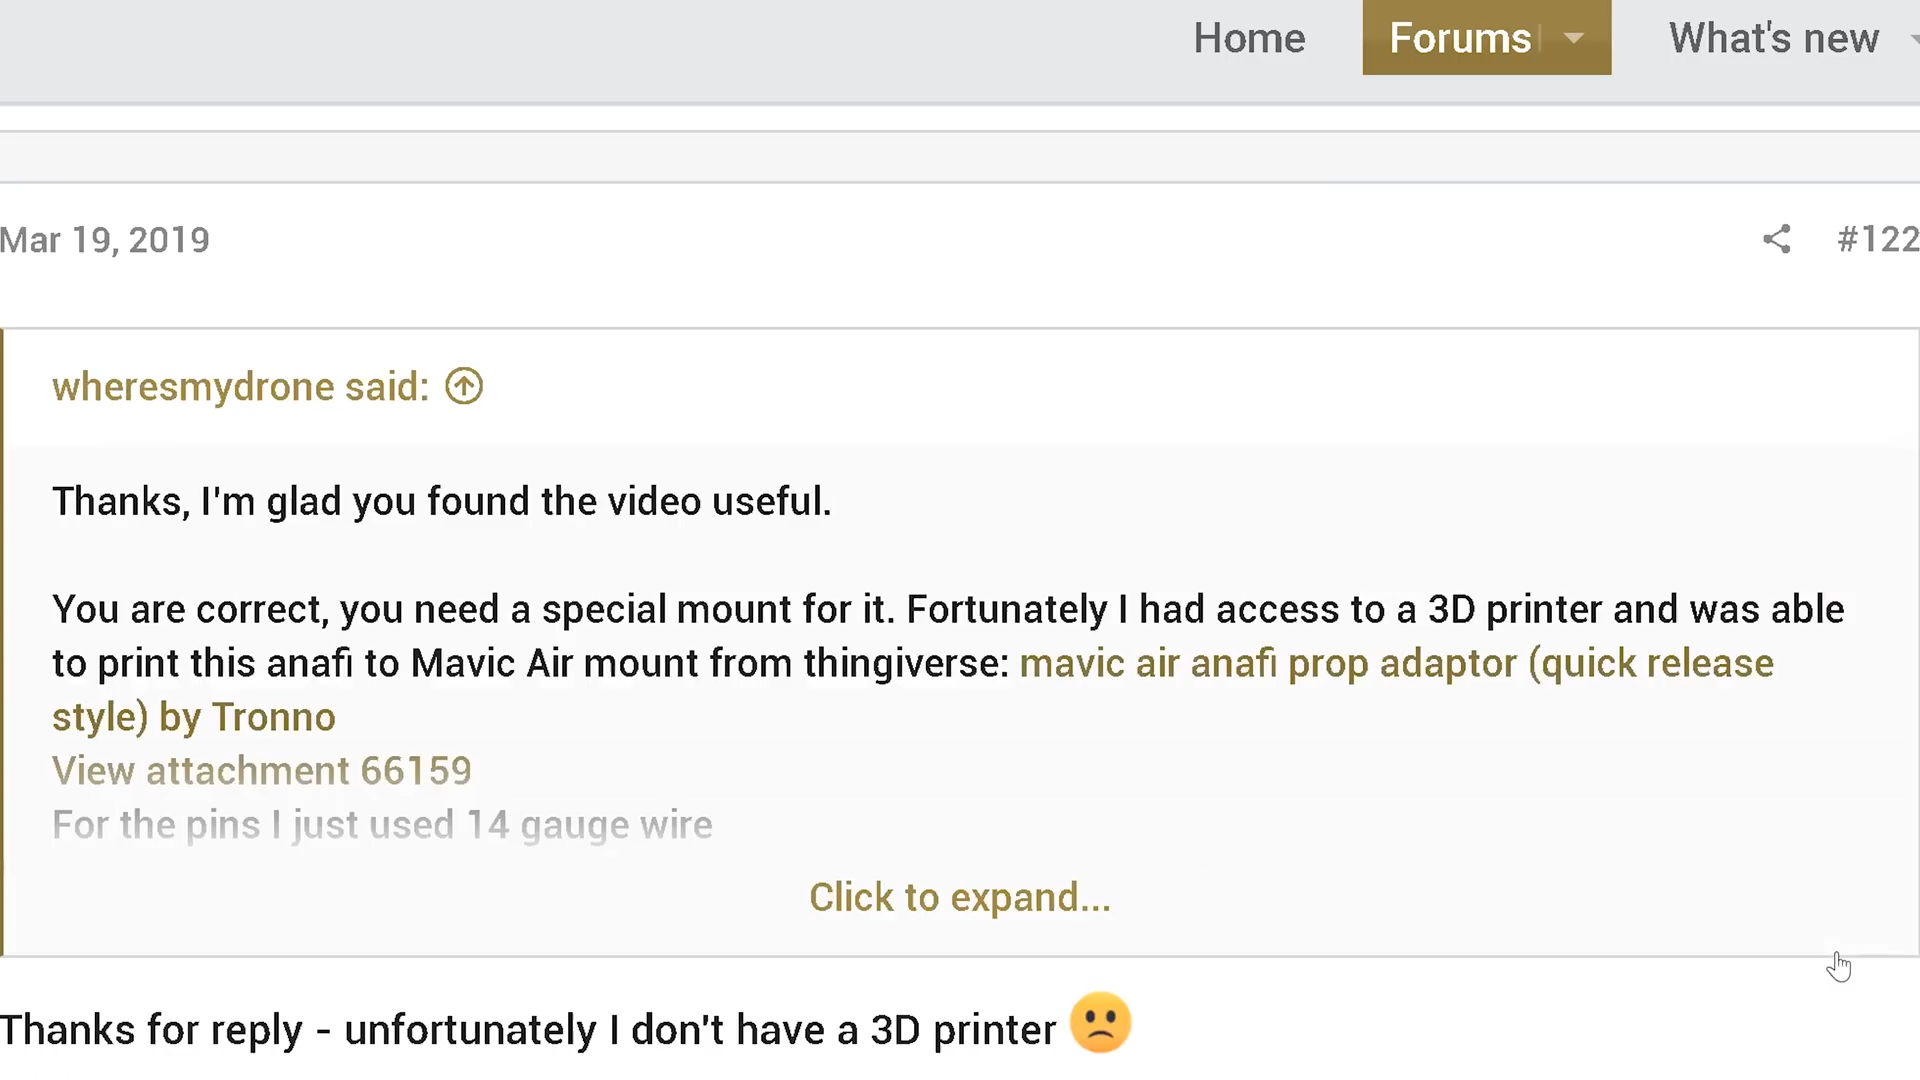 Home Forums What's new
Mar 19, 2019 #122
wheresmydrone said:
Thanks, I'm glad you found the video useful.
You are correct, you need a special mount for it. Fortunately I had access to a 3D printer and was able
to print this anafi to Mavic Air mount from thingiverse: mavic air anafi prop adaptor (quick release
style) by Tronno
View attachment 66159
For the pins I just used 14 gauge wire
Click to expand...
Thanks for reply - unfortunately I don't have a 3D printer